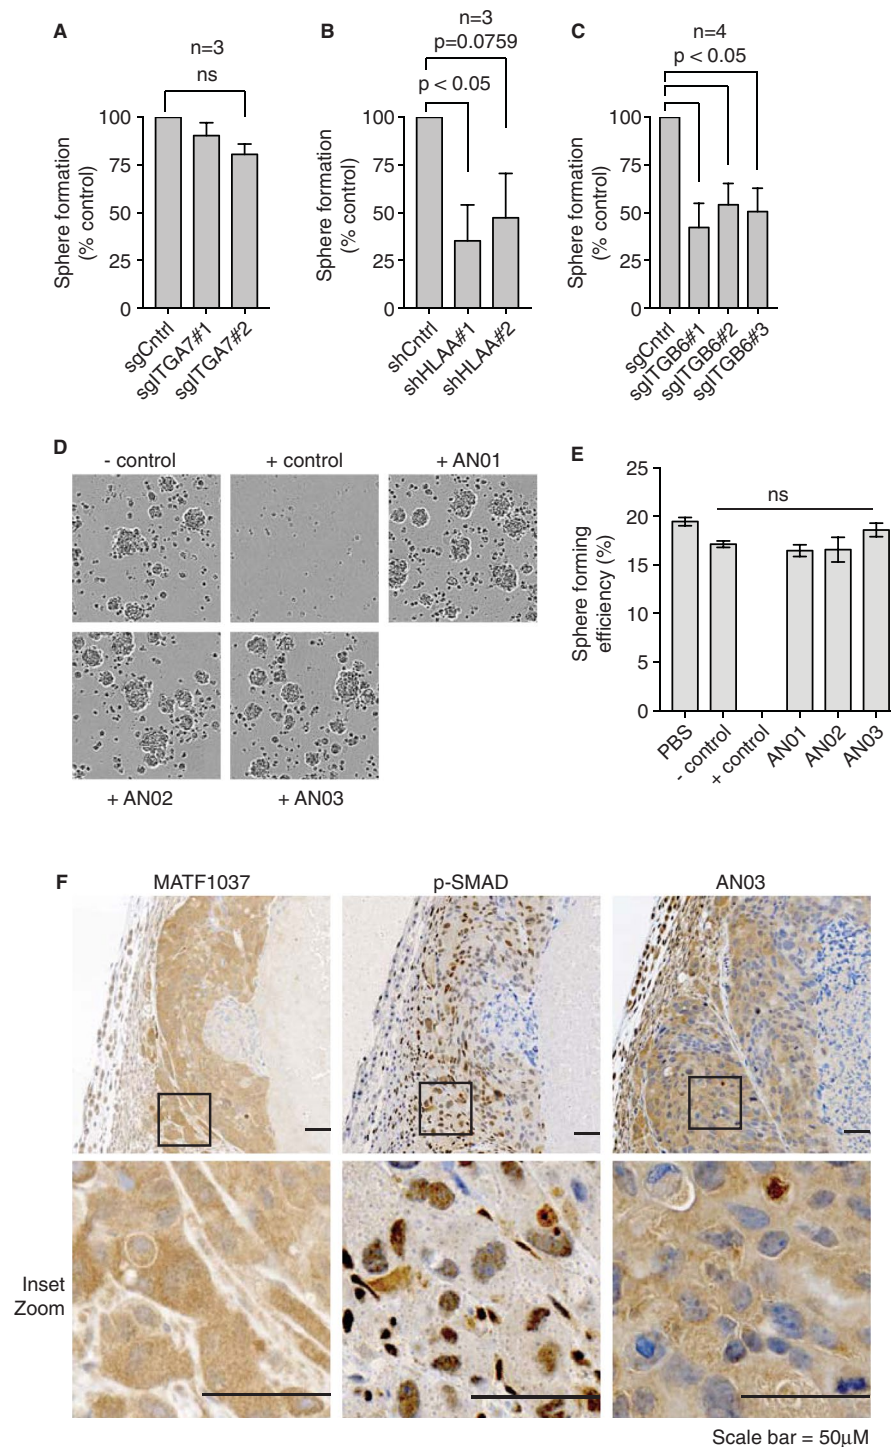 A
n=3
ns
Sphere formation
(% control)
100
75
50
25
0
sgCntrl
sgITGA7#1
sgITGA7#2
B
n=3
p=0.0759
p < 0.05
Sphere formation
(% control)
100
75
50
25
0
shCntrl
shHLAA#1
shHLAA#2
C
n=4
p < 0.05
Sphere formation
(% control)
100
75
50
25
0
sgCntrl
sgITGB6#1
sgITGB6#2
sgITGB6#3
D
- control
+ control
+ AN01
+ AN02
+ AN03
E
ns
Sphere forming
efficiency (%)
25
20
15
10
5
0
PBS
- control
+ control
AN01
AN02
AN03
F
MATF1037
p-SMAD
AN03
Inset
Zoom
Scale bar = 50μM